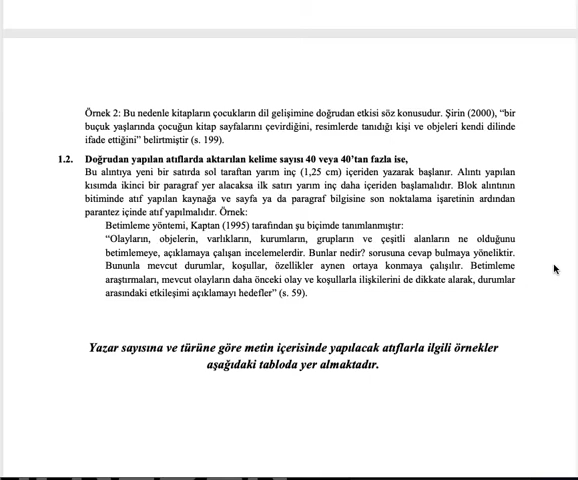 Örnek 2: Bu nedenle kitapların çocukların dil gelişimine doğrudan etkisi söz konusudur. Şirin (2000), “bir
buçuk yaşlarında çocuğun kitap sayfalarını çevirdiğini, resimlerde tanıdığı kişi ve objeleri kendi dilinde
ifade ettiğini” belirtmiştir (s. 199).
1.2. Doğrudan yapılan atıflarda aktarılan kelime sayısı 40 veya 40’tan fazla ise,
Bu alıntıya yeni bir satırda sol taraftan yarım inç (1,25 cm) içeriden yazarak başlanır. Alıntı yapılan
kısımda ikinci bir paragraf yer alacaksa ilk satırı yarım inç daha içeriden başlamalıdır. Blok alıntının
bitiminde atıf yapılan kaynağa ve sayfa ya da paragraf bilgisine son noktalama işaretinin ardından
parantez içinde atıf yapılmalıdır. Örnek:
Betimleme yöntemi, Kaptan (1995) tarafından şu biçimde tanımlanmıştır:
“Olayların, objelerin, varlıkların, kurumların, grupların ve çeşitli alanların ne olduğunu
betimlemeye, açıklamaya çalışan incelemelerdir. Bunlar nedir? sorusuna cevap bulmaya yöneliktir.
Bununla mevcut durumlar, koşullar, özellikler aynen ortaya konmaya çalışılır. Betimleme
araştırmaları, mevcut olayların daha önceki olay ve koşullarla ilişkilerini de dikkate alarak, durumlar
arasındaki etkileşimi açıklamayı hedefler” (s. 59).
Yazar sayısına ve türüne göre metin içerisinde yapılacak atıflarla ilgili örnekler
aşağıdaki tabloda yer almaktadır.